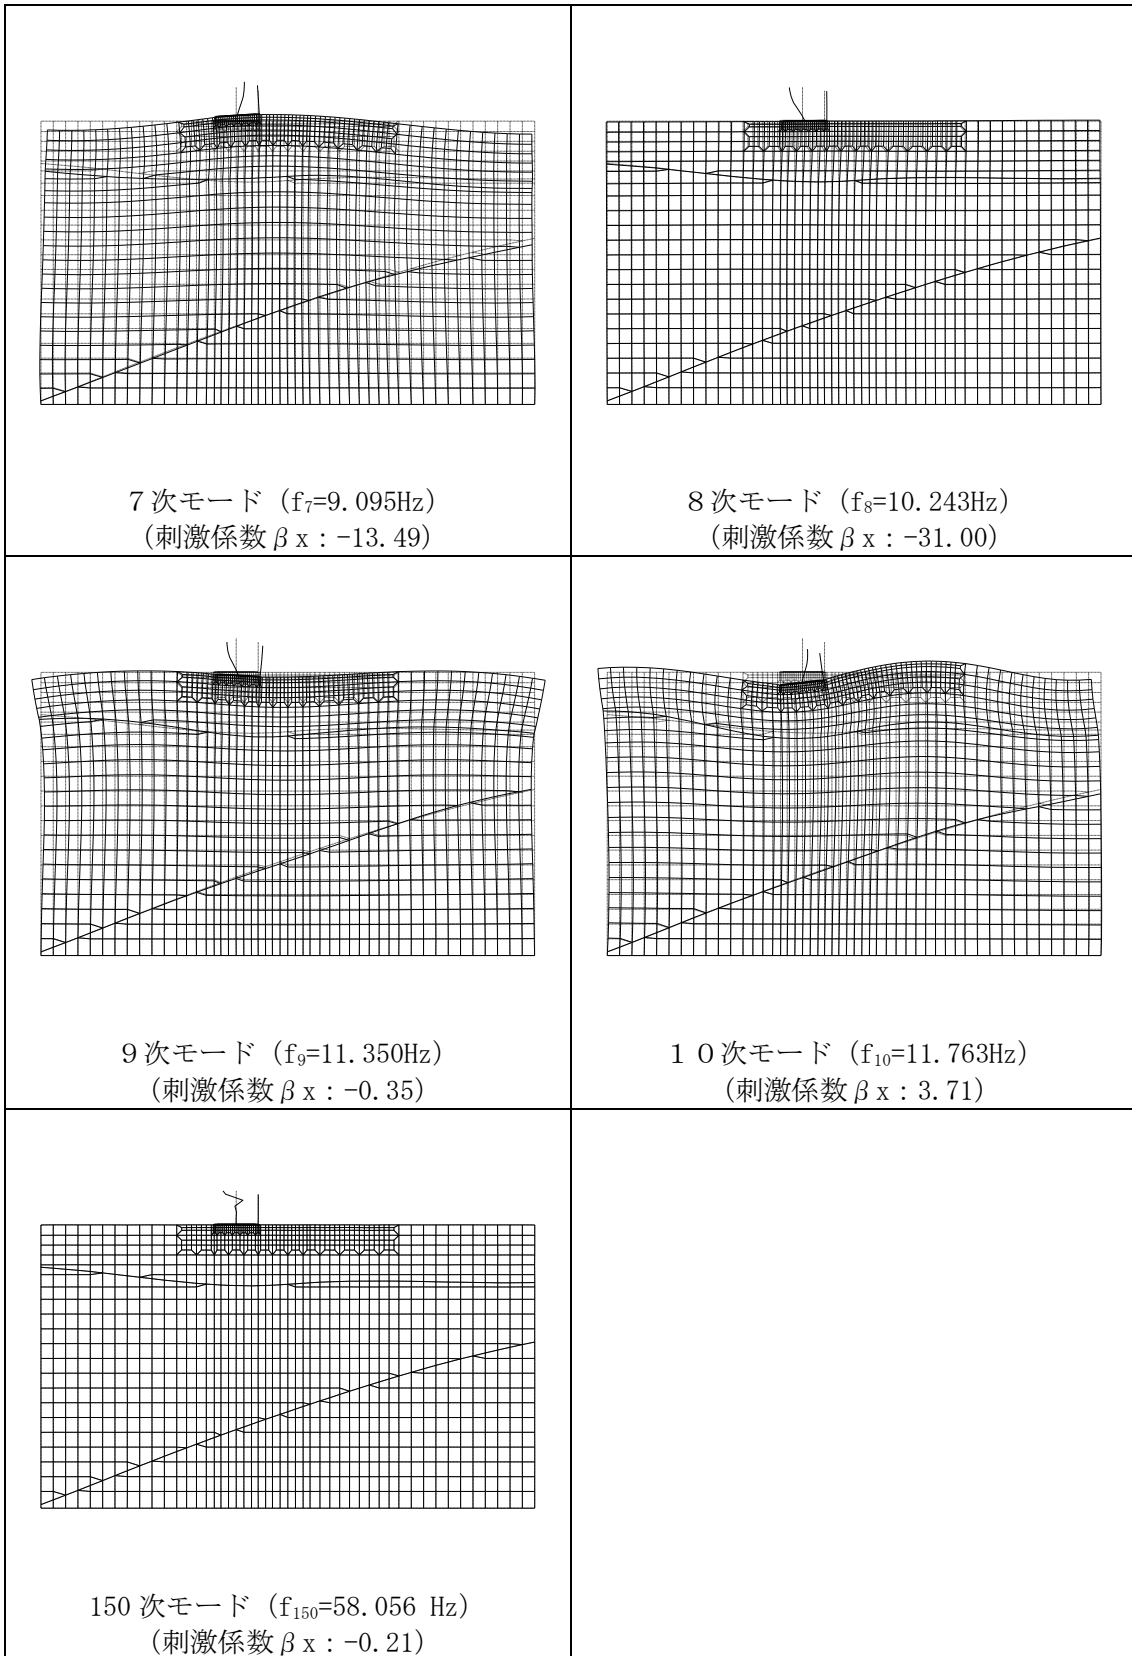 ７次モード（f₇=9.095Hz）
（刺激係数βx：-13.49）
８次モード（f₈=10.243Hz）
（刺激係数βx：-31.00）
９次モード（f₉=11.350Hz）
（刺激係数βx：-0.35）
１０次モード（f₁₀=11.763Hz）
（刺激係数βx：3.71）
150 次モード（f₁₅₀=58.056 Hz）
（刺激係数βx：-0.21）